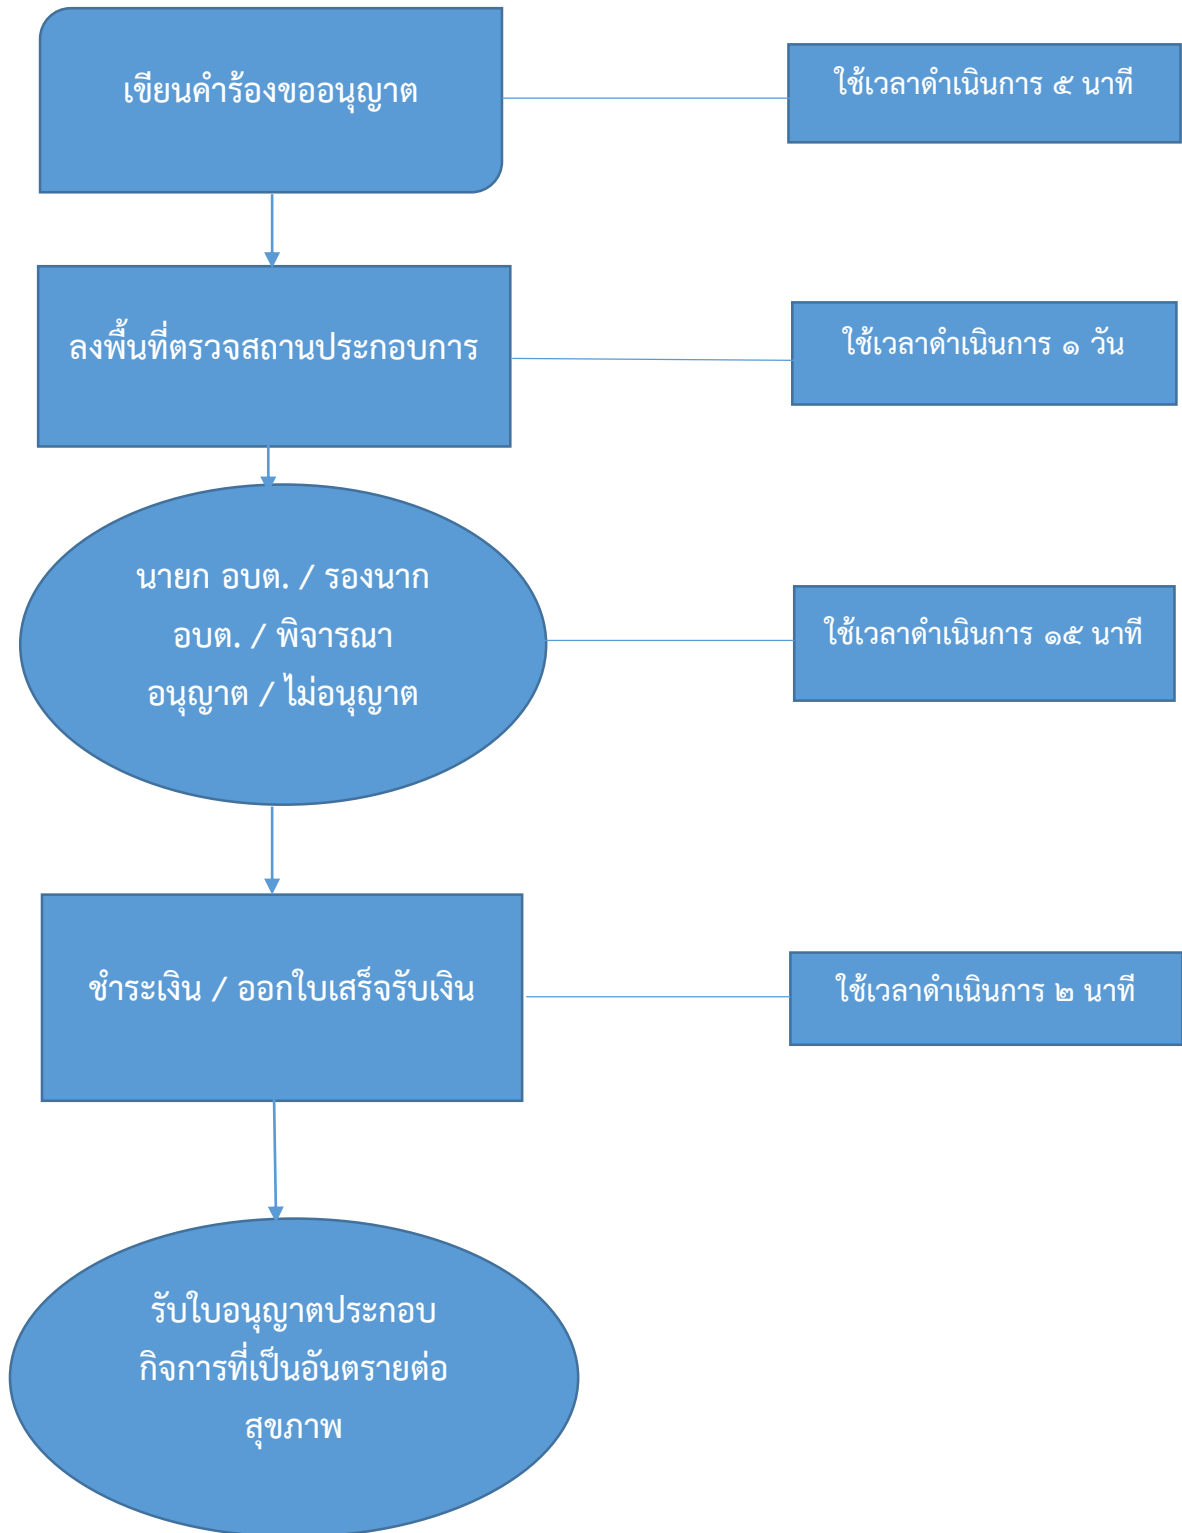 เขียนคำร้องขออนุญาต
ใช้เวลาดำเนินการ ๕ นาที
ลงพื้นที่ตรวจสถานประกอบการ
ใช้เวลาดำเนินการ ๑ วัน
นายก อบต. / รองนาก
อบต. / พิจารณา
อนุญาต / ไม่อนุญาต
ใช้เวลาดำเนินการ ๑๕ นาที
ชำระเงิน / ออกใบเสร็จรับเงิน
ใช้เวลาดำเนินการ ๒ นาที
รับใบอนุญาตประกอบ
กิจการที่เป็นอันตรายต่อ
สุขภาพ